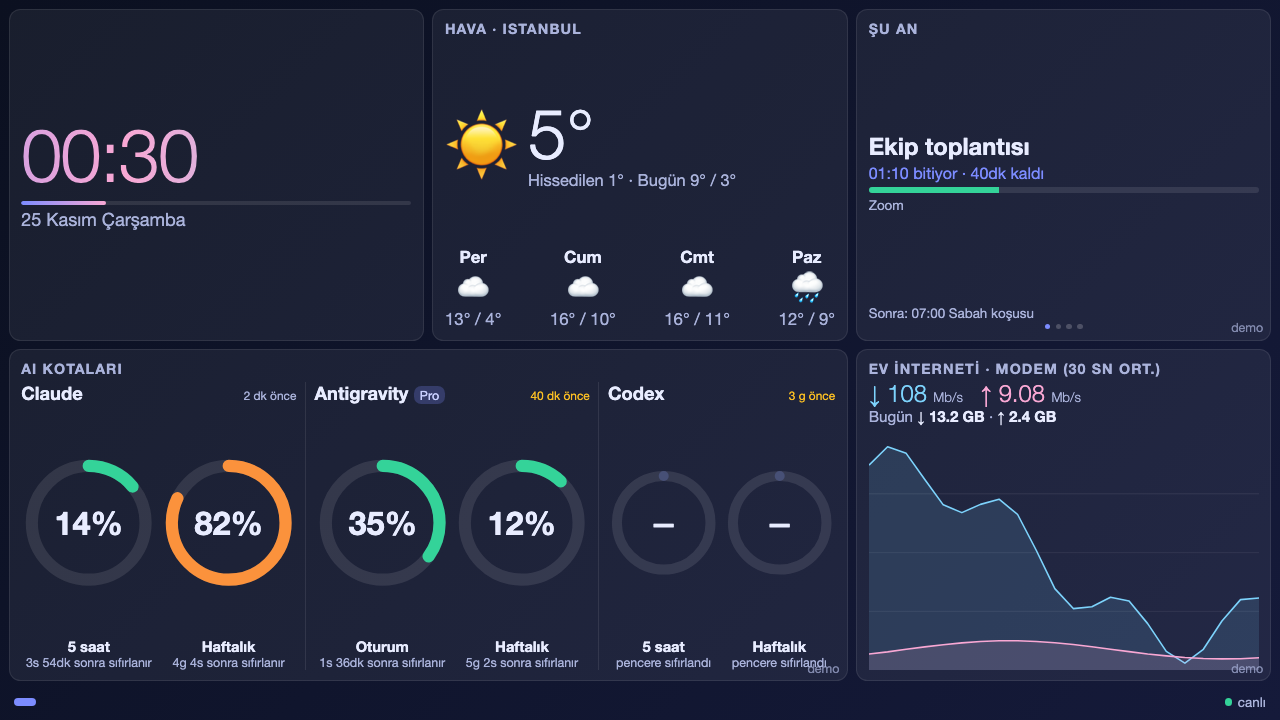 00:30
25 Kasım Çarşamba
HAVA · ISTANBUL
5°
Hissedilen 1° · Bugün 9° / 3°
Per Cum Cmt Paz
13° / 4° 16° / 10° 16° / 11° 12° / 9°
ŞU AN
Ekip toplantısı
01:10 bitiyor · 40dk kaldı
Zoom
Sonra: 07:00 Sabah koşusu
demo
AI KOTALARI
Claude 2 dk önce
14% 82%
5 saat Haftalık
3s 54dk sonra sıfırlanır 4g 4s sonra sıfırlanır
Antigravity Pro 40 dk önce
35% 12%
Oturum Haftalık
1s 36dk sonra sıfırlanır 5g 2s sonra sıfırlanır
Codex 3 g önce
– –
5 saat Haftalık
pencere sıfırlandı pencere sıfırlandı
demo
EV İNTERNETİ · MODEM (30 SN ORT.)
↓ 108 Mb/s ↑ 9.08 Mb/s
Bugün ↓ 13.2 GB · ↑ 2.4 GB
demo
canlı